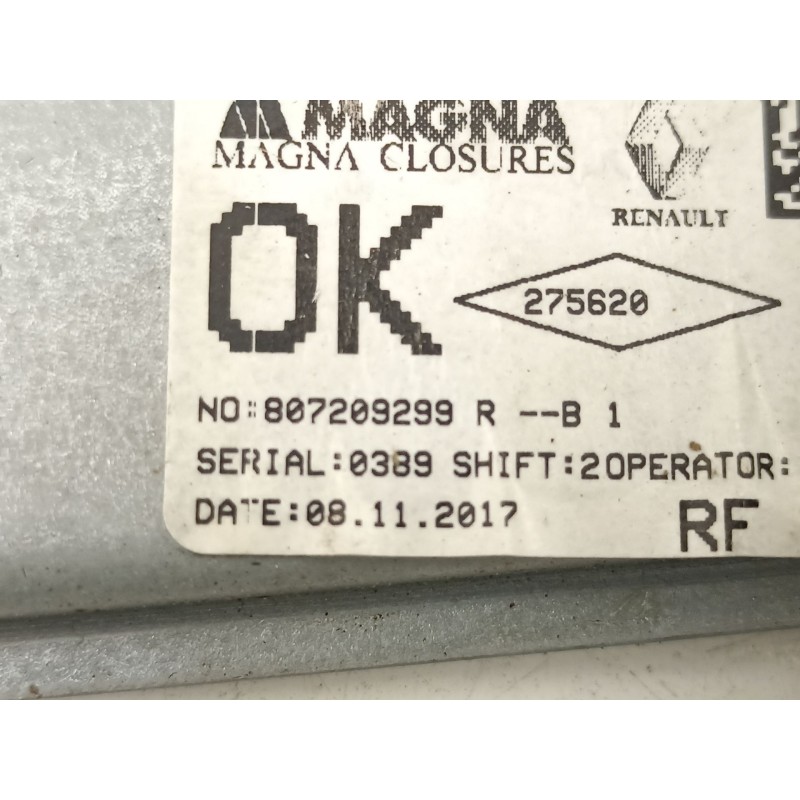 MAGNA
MAGNA CLOSURES
RENAULT
OK
275620
NO:807209299 R --B 1
SERIAL:0389 SHIFT:2OPERATOR:
DATE:08.11.2017
RF